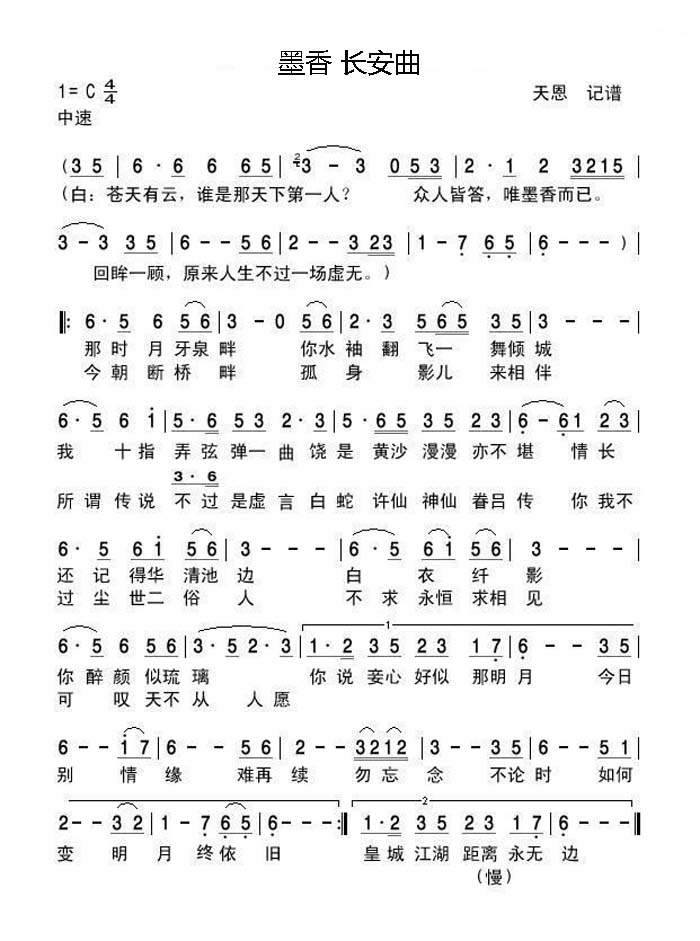 墨香 长安曲
1= C 4/4
天恩 记谱
中速
(3 5 | 6 · 6 6 6 5 | 2 3 - 3 0 5 3 | 2 · 1 2 3 2 1 5 |
(白：苍天有云，谁是那天下第一人？ 众人皆答，唯墨香而已。
3 - 3 3 5 | 6 - - 5 6 | 2 - - 3 2 3 | 1 - 7 6 5 | 6 - - - )
回眸一顾，原来人生不过一场虚无。)
‖: 6 · 5 6 5 6 | 3 - 0 5 6 | 2 · 3 5 6 5 3 5 | 3 - - - |
那 时 月 牙 泉 畔 你 水 袖 翻 飞 一 舞 倾 城
今 朝 断 桥 畔 孤 身 影 儿 来 相 伴
6 · 5 6 1 | 5 · 6 5 3 2 · 3 | 5 · 6 3 5 2 3 | 6 - 6 1 2 3 |
我 十 指 弄 弦 弹 一 曲 饶 是 黄 沙 漫 漫 亦 不 堪 情 长
3 · 6
所 谓 传 说 不 过 是 虚 言 白 蛇 许 仙 神 仙 眷 吕 传 你 我 不
6 · 5 6 1 5 6 | 3 - - - | 6 · 5 6 1 5 6 | 3 - - - |
还 记 得 华 清 池 边 白 衣 纤 影
过 尘 世 二 俗 人 不 求 永 恒 求 相 见
1
6 · 5 6 5 6 | 3 · 5 2 · 3 | 1 · 2 3 5 2 3 1 7 | 6 - - 3 5 |
你 醉 颜 似 琉 璃 你 说 妾 心 好 似 那 明 月 今 日
可 叹 天 不 从 人 愿
6 - - 1 7 | 6 - - 5 6 | 2 - - 3 2 1 2 | 3 - - 3 5 | 6 - - 5 1 |
别 情 缘 难 再 续 勿 忘 念 不 论 时 如 何
2
2 - - 3 2 | 1 - 7 6 5 | 6 - - - :‖ 1 · 2 3 5 2 3 5 7 | 6 - - - |
变 明 月 终 依 旧 皇 城 江 湖 距 离 永 无 边
(慢)